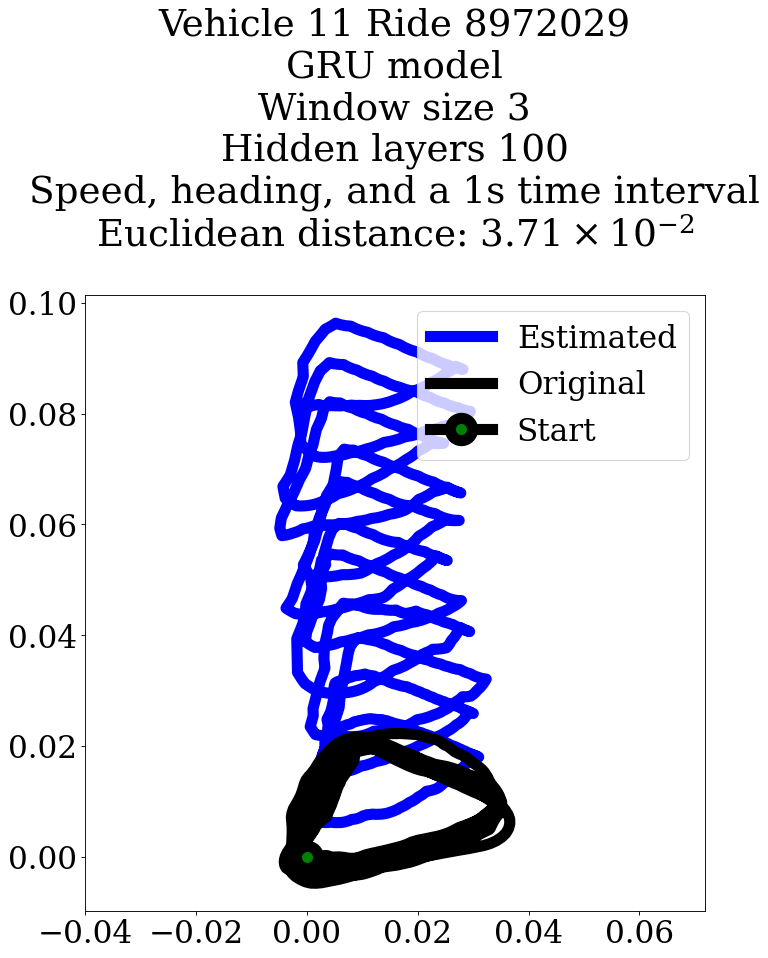 Vehicle 11 Ride 8972029
GRU model
Window size 3
Hidden layers 100
Speed, heading, and a 1s time interval
Euclidean distance: 3.71 × 10⁻²
0.10
0.08
0.06
0.04
0.02
0.00
Estimated
Original
Start
−0.04 −0.02 0.00 0.02 0.04 0.06